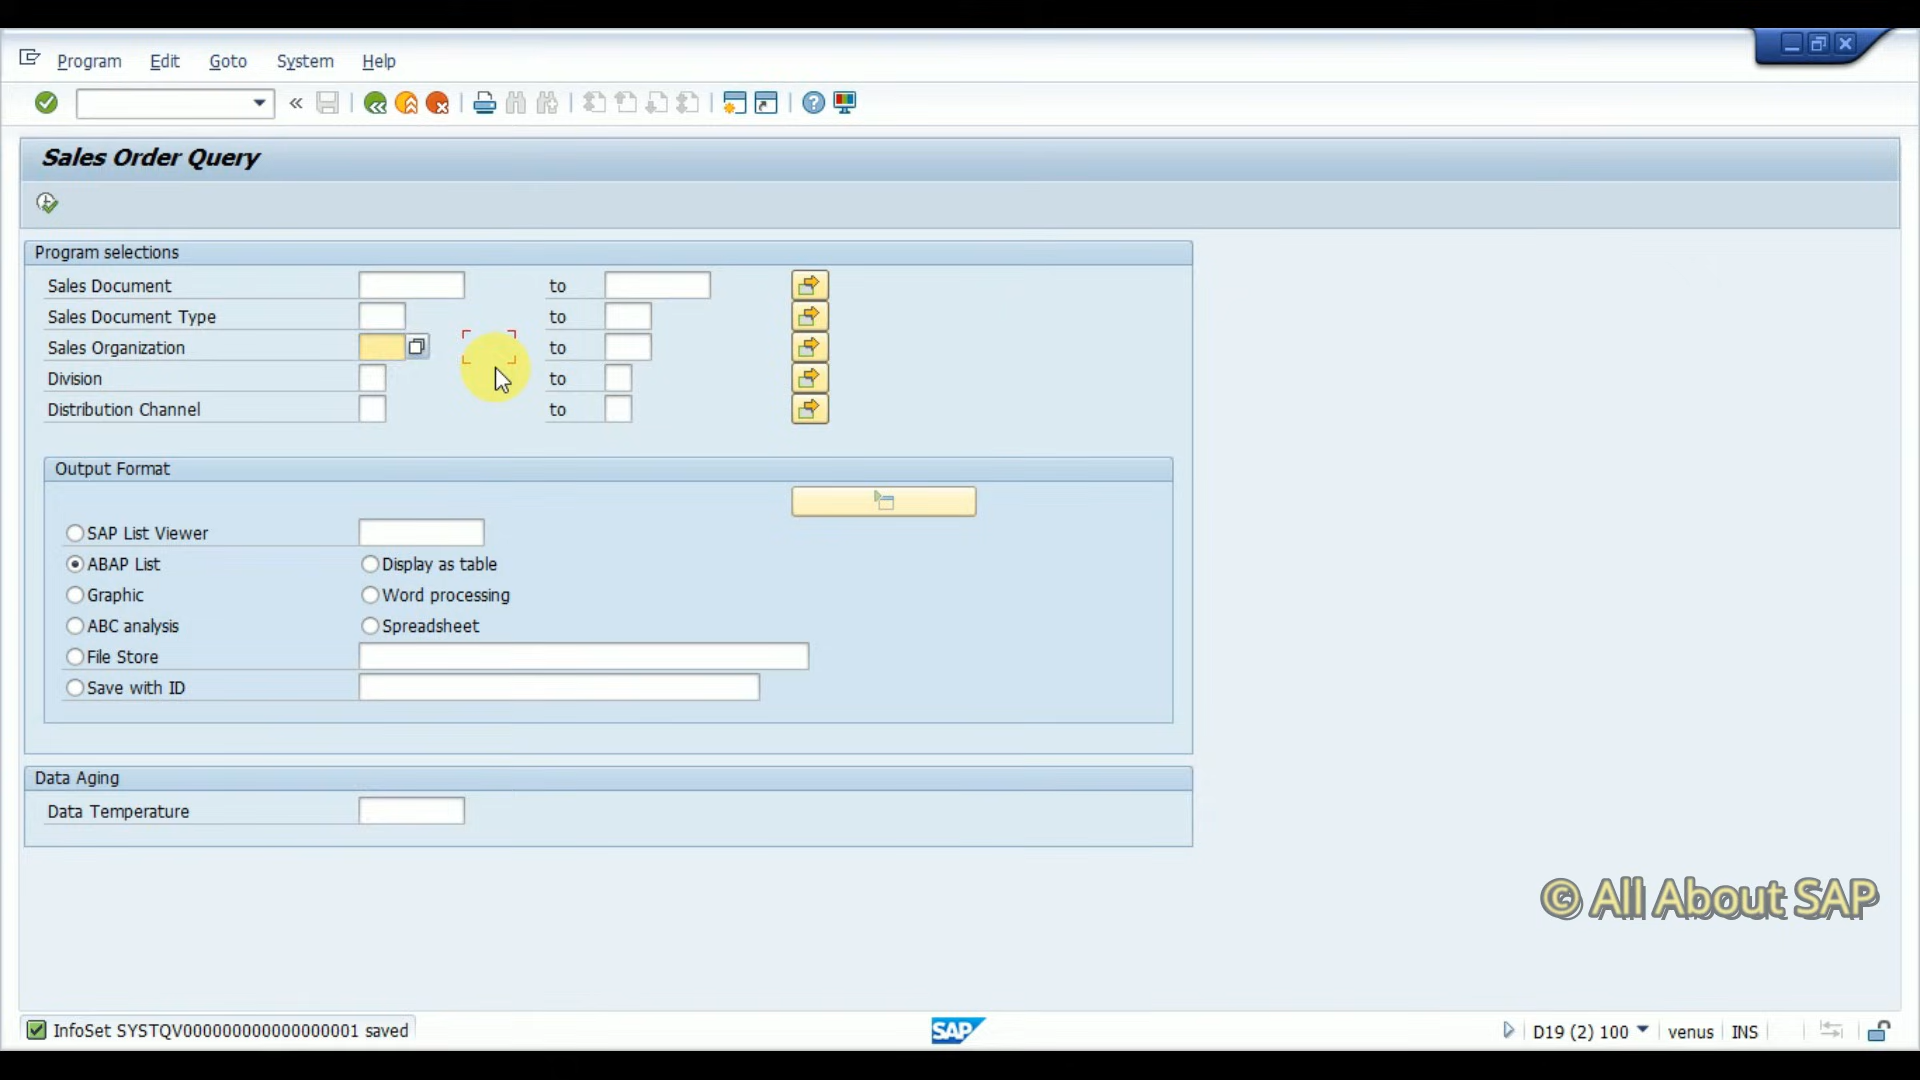 Program Edit Goto System Help
Sales Order Query
Program selections
Sales Document to
Sales Document Type to
Sales Organization to
Division to
Distribution Channel to
Output Format
SAP List Viewer
ABAP List Display as table
Graphic Word processing
ABC analysis Spreadsheet
File Store
Save with ID
Data Aging
Data Temperature
© All About SAP
InfoSet SYSTQV000000000000000001 saved SAP D19 (2) 100 venus INS